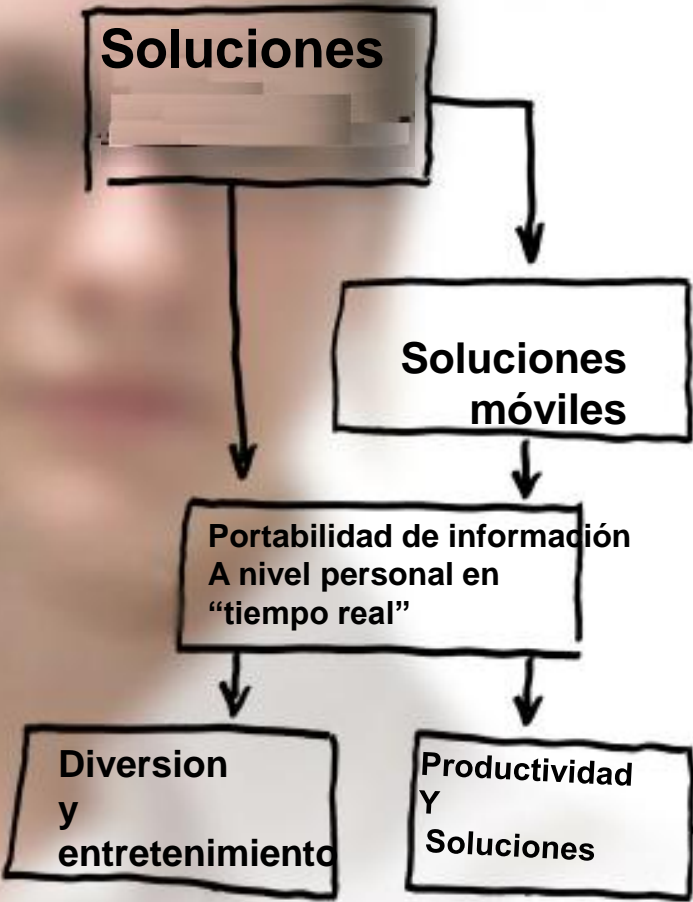 Soluciones
Soluciones
móviles
Portabilidad de información
A nivel personal en
“tiempo real”
Diversion
y
entretenimiento
Productividad
Y
Soluciones